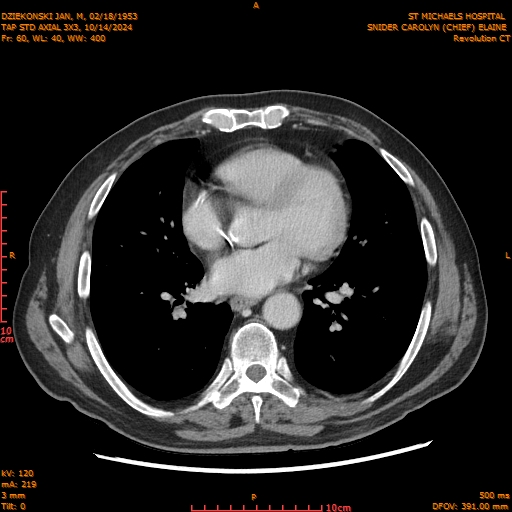 A
DZIEKONSKI JAN, M, 02/18/1953
TAP STD AXIAL 3X3, 10/14/2024
Fr: 60, WL: 40, WW: 400
ST MICHAELS HOSPITAL
SNIDER CAROLYN (CHIEF) ELAINE
Revolution CT
R
L
10
cm
kV: 120
mA: 219
3 mm
Tilt: 0
P
10cm
500 ms
DFOV: 391.00 mm